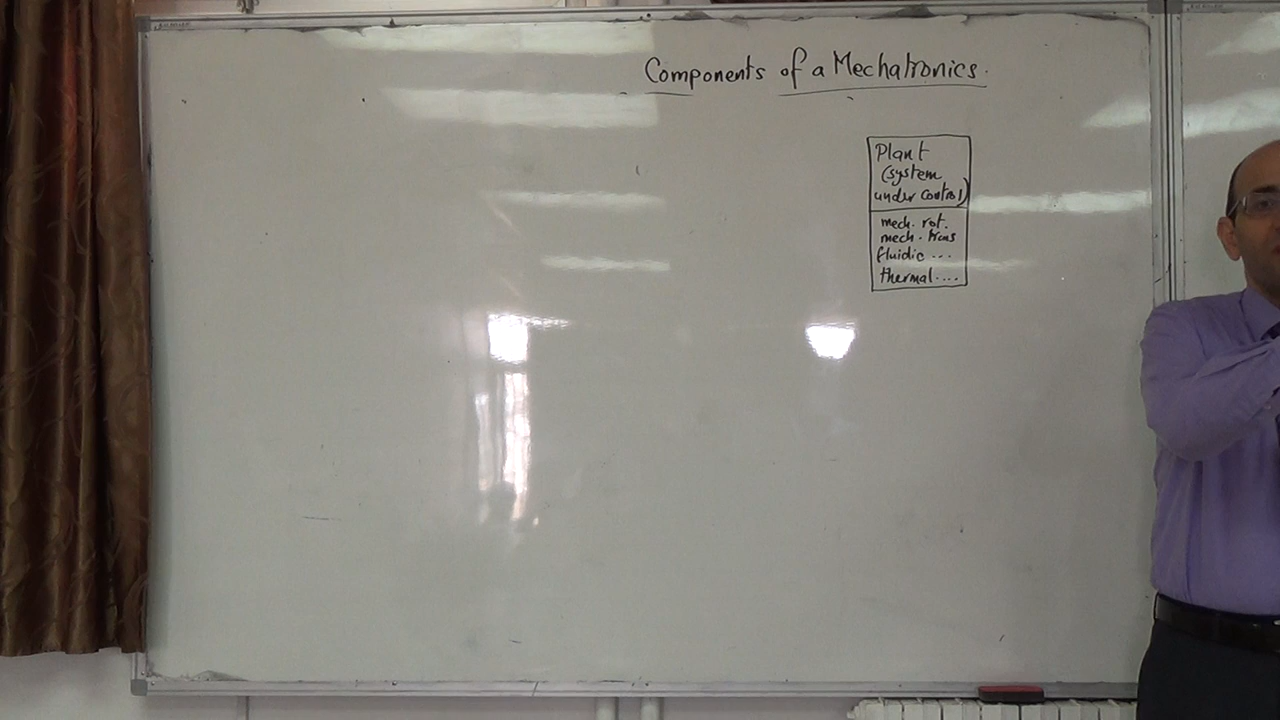 Components of a Mechatronics.
Plant
(system
under control)
mech. rot.
mech. trans
fluidic ...
thermal....